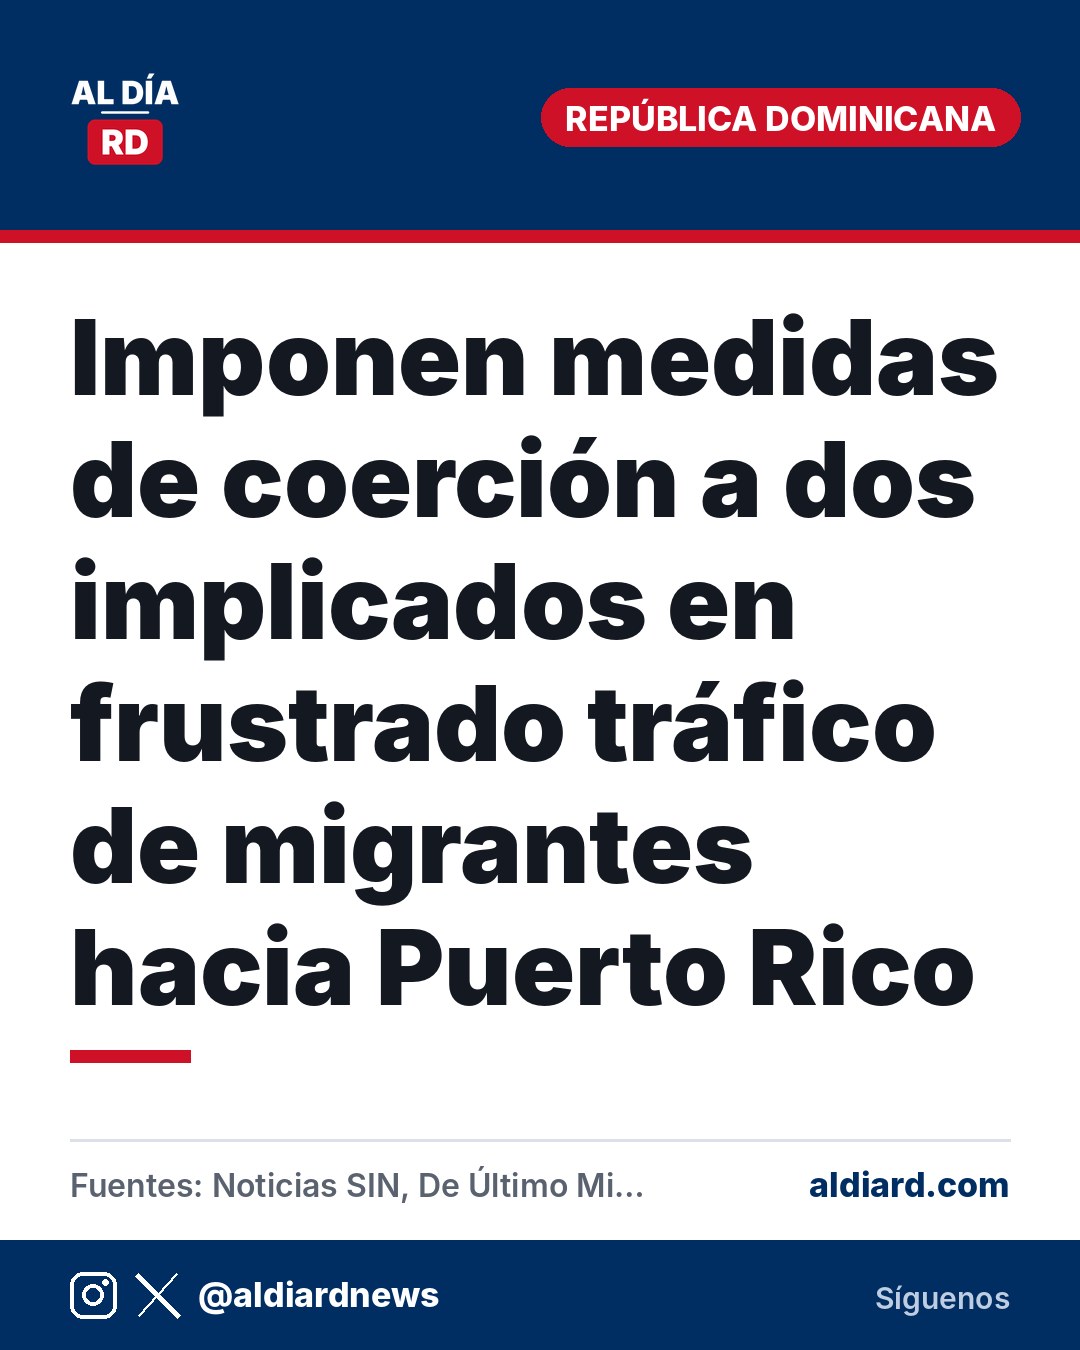 AL DÍA
RD
REPÚBLICA DOMINICANA
Imponen medidas
de coerción a dos
implicados en
frustrado tráfico
de migrantes
hacia Puerto Rico
Fuentes: Noticias SIN, De Último Mi...
aldiard.com
@aldiardnews
Síguenos